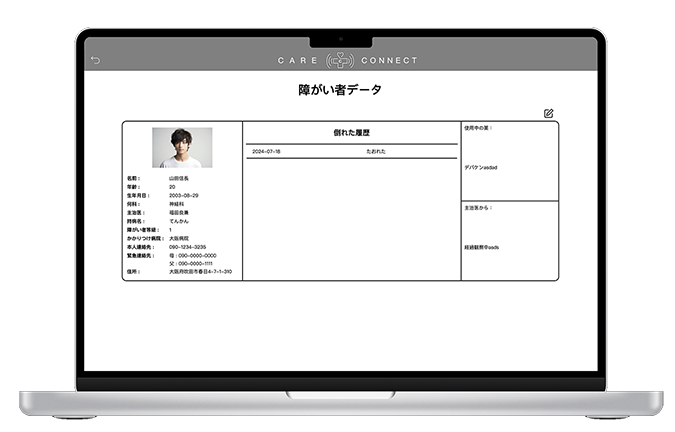 CARE CONNECT
障がい者データ
名前： 山田信長
年齢： 20
生年月日： 2003-08-29
何科： 神経科
主治医： 福田良美
持病名： てんかん
障がい者等級： 1
かかりつけ病院： 大阪病院
本人連絡先： 090-1234-3235
緊急連絡先： 母：090-0000-0000
父：090-0000-1111
住所： 大阪府吹田市春日4-7-1-310
倒れた履歴
2024-07-18 たおれた
使用中の薬：
デパケンasdad
主治医から：
経過観察中asds